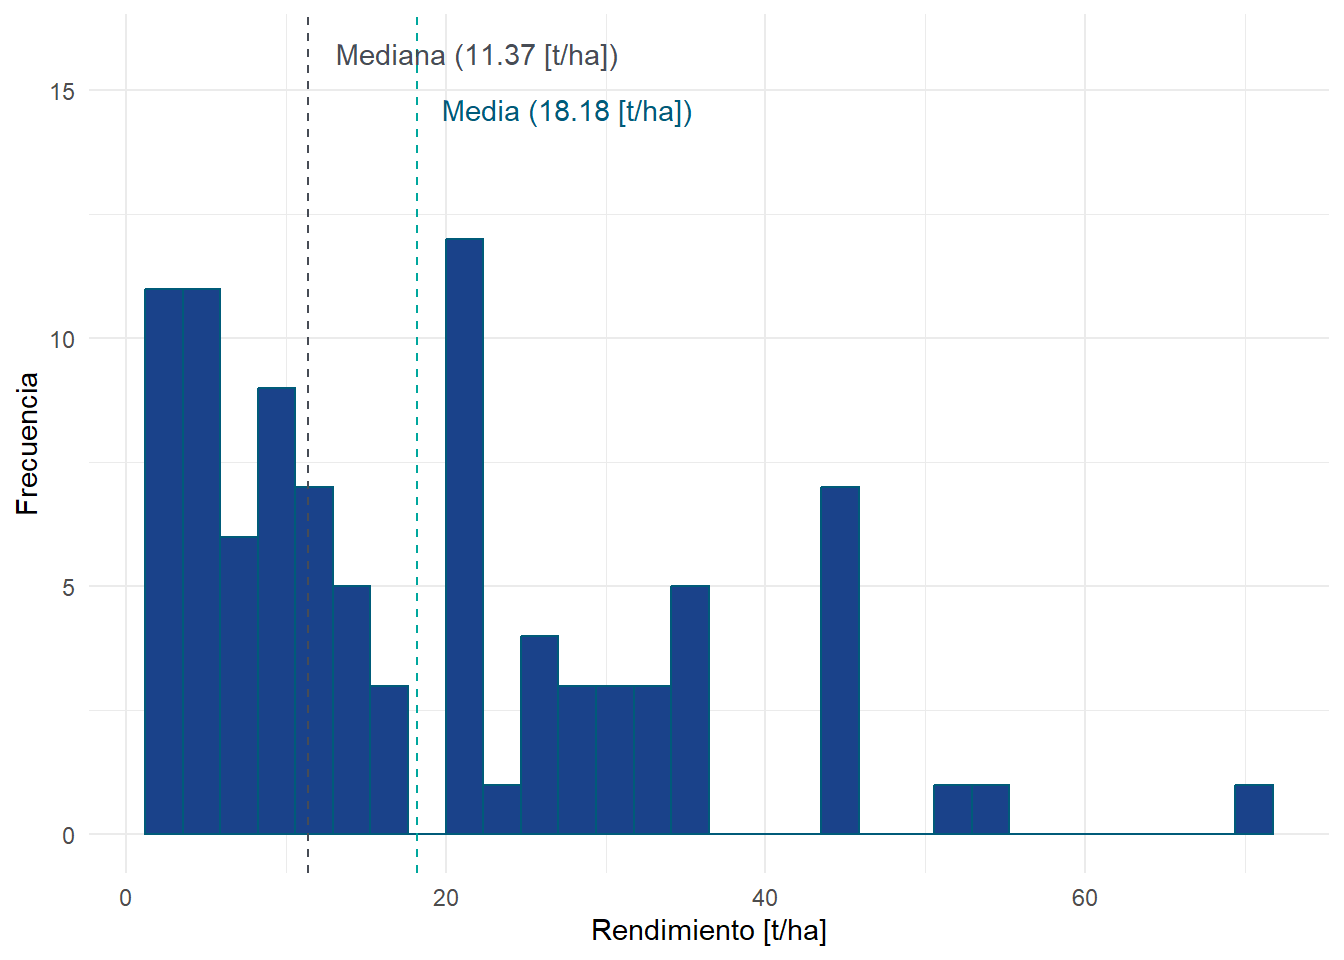 Mediana (11.37 [t/ha])
Media (18.18 [t/ha])
15
10
5
0
Frecuencia
0 20 40 60
Rendimiento [t/ha]